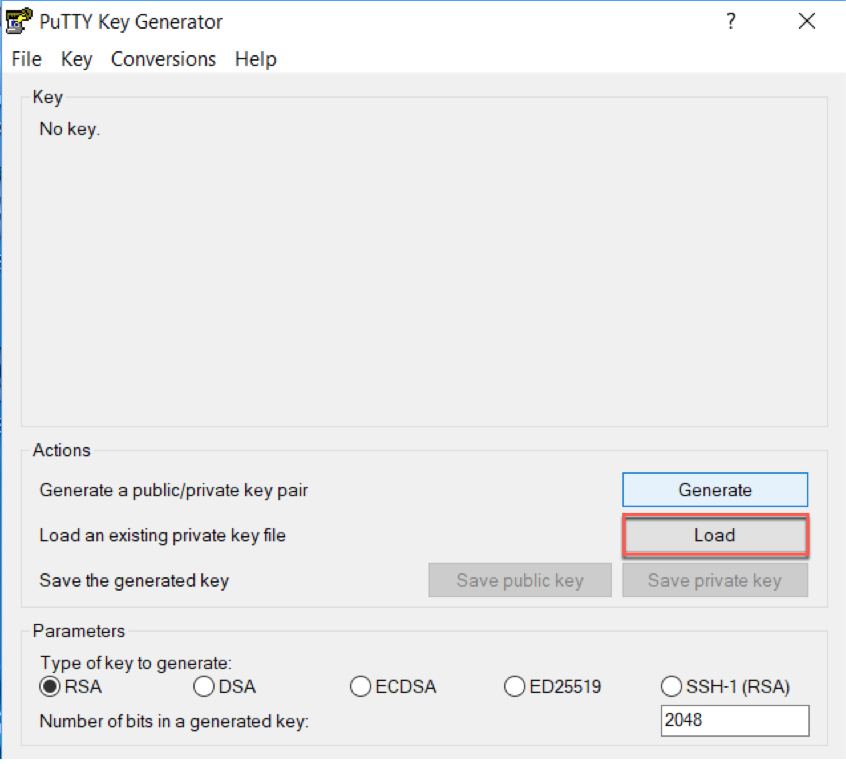 PuTTY Key Generator ?
File Key Conversions Help
Key
No key.
Actions
Generate a public/private key pair Generate
Load an existing private key file Load
Save the generated key Save public key Save private key
Parameters
Type of key to generate:
RSA DSA ECDSA ED25519 SSH-1 (RSA)
Number of bits in a generated key: 2048